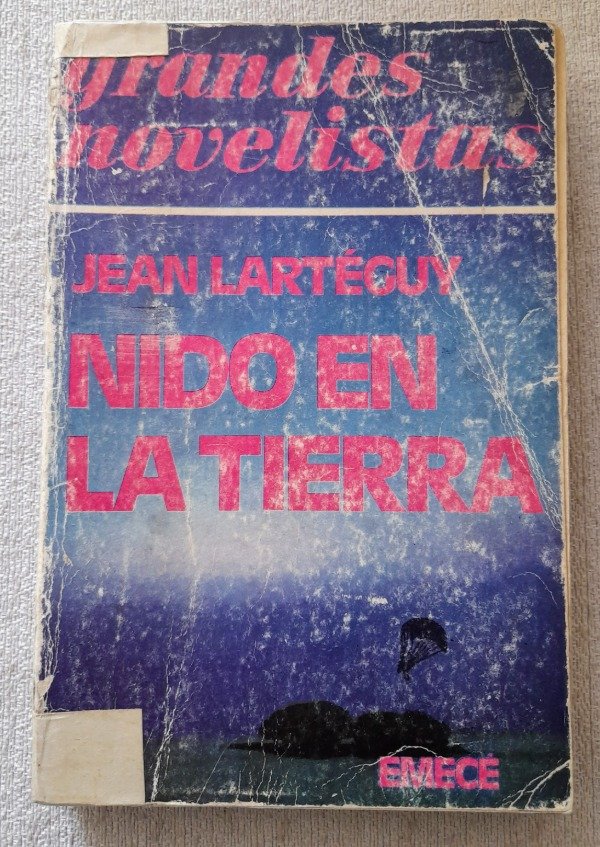 grandes
novelistas
JEAN LARTÉGUY
NIDO EN
LA TIERRA
EMECÉ